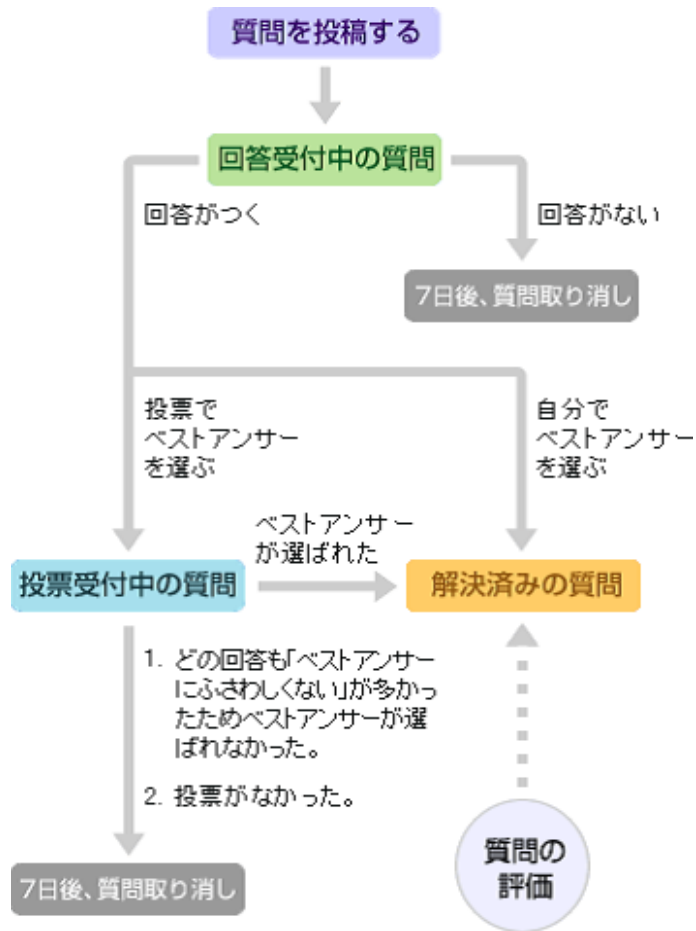 質問を投稿する
回答受付中の質問
回答がつく
回答がない
7日後、質問取り消し
投票で
ベストアンサー
を選ぶ
自分で
ベストアンサー
を選ぶ
ベストアンサー
が選ばれた
投票受付中の質問
解決済みの質問
1. どの回答も「ベストアンサー
にふさわしくない」が多かっ
たためベストアンサーが選
ばれなかった。
2. 投票がなかった。
7日後、質問取り消し
質問の
評価